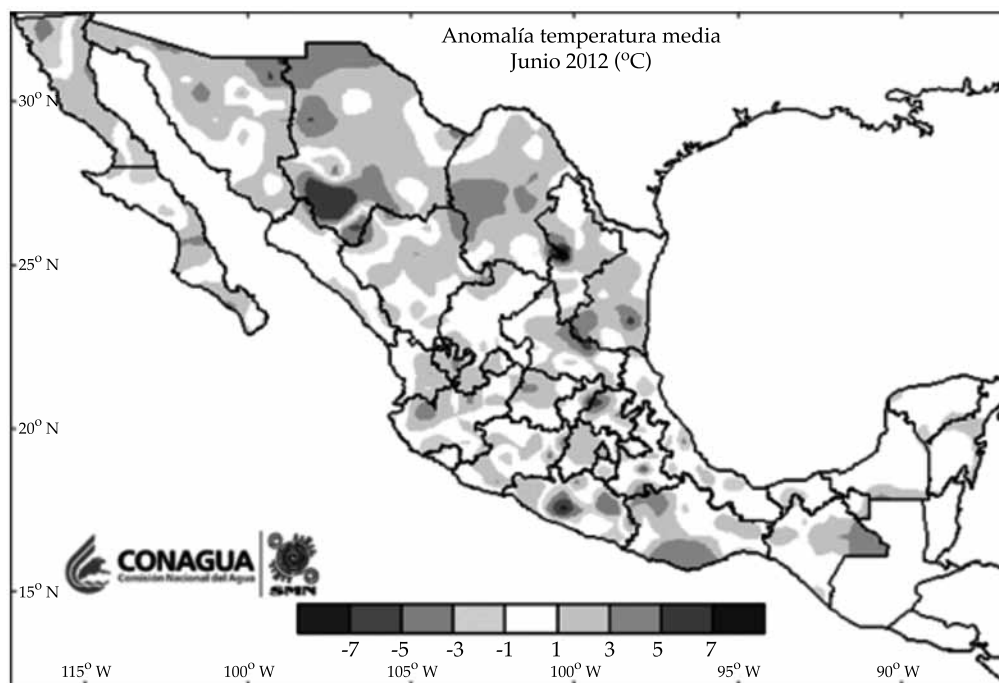 Anomalía temperatura media
Junio 2012 (°C)
30° N
25° N
20° N
15° N
CONAGUA
Comisión Nacional del Agua
SMN
-7 -5 -3 -1 1 3 5 7
115° W 100° W 105° W 100° W 95° W 90° W